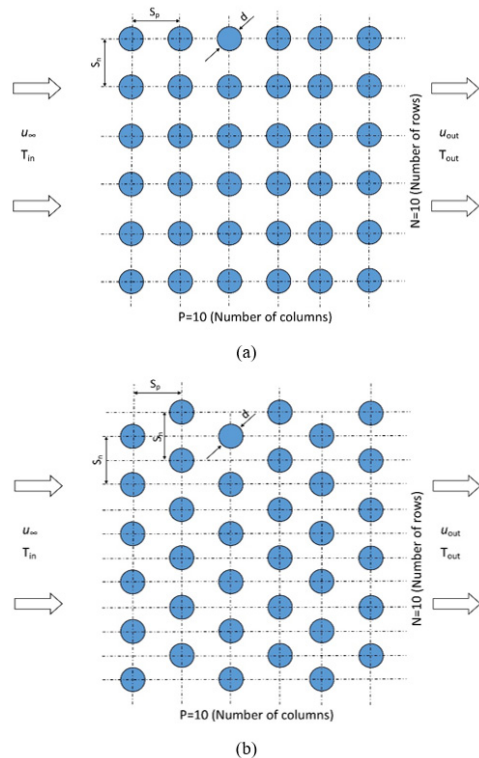 Sp
d
Sn
u∞
Tin
uout
Tout
N=10 (Number of rows)
P=10 (Number of columns)
(a)
Sp
d
Sn
Sn
u∞
Tin
uout
Tout
N=10 (Number of rows)
P=10 (Number of columns)
(b)